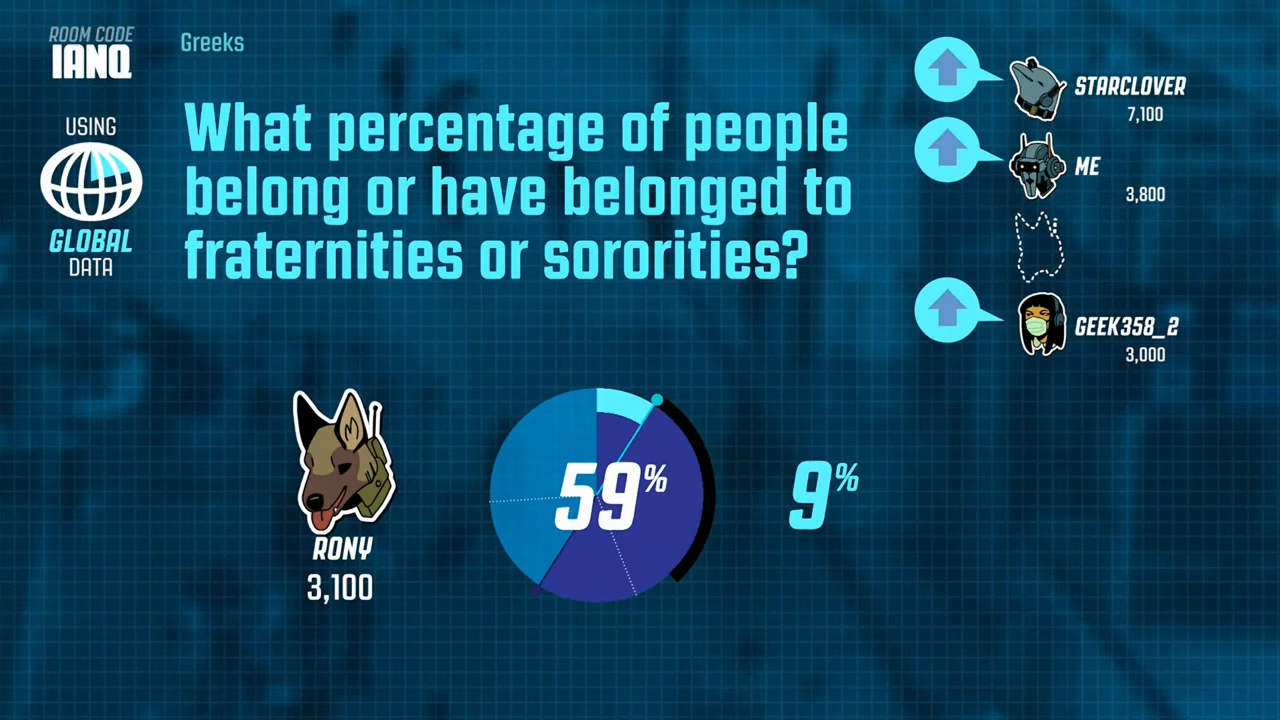 ROOM CODE
IANQ
Greeks
USING
GLOBAL
DATA
What percentage of people
belong or have belonged to
fraternities or sororities?
STARCLOVER
7,100
ME
3,800
GEEK358_2
3,000
59%
9%
RONY
3,100